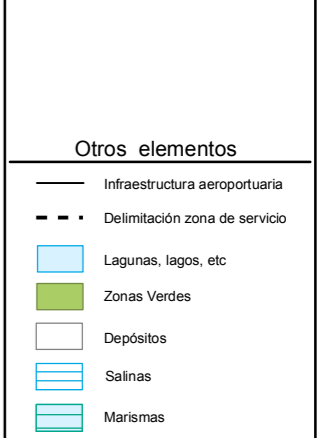 Otros elementos
Infraestructura aeroportuaria
Delimitación zona de servicio
Lagunas, lagos, etc
Zonas Verdes
Depósitos
Salinas
Marismas